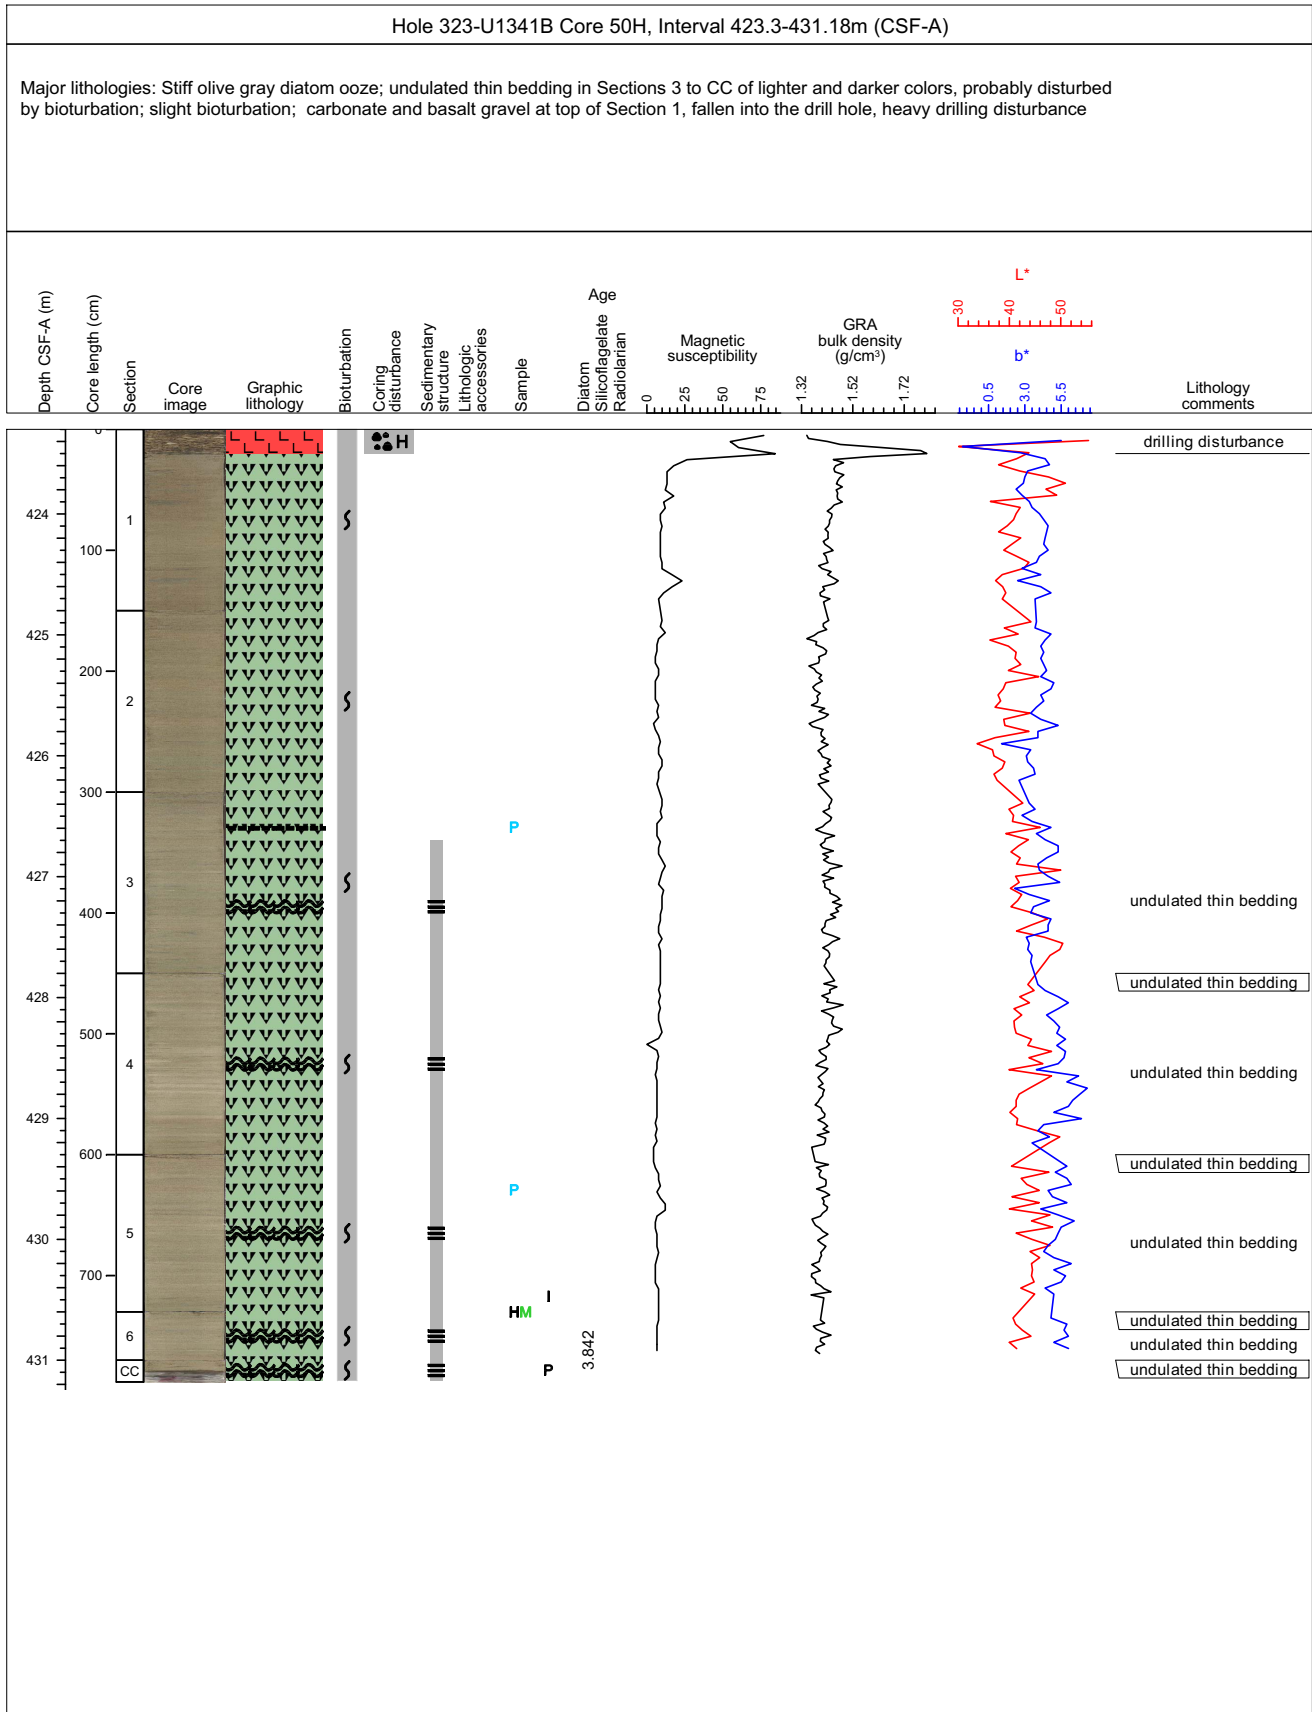 Hole 323-U1341B Core 50H, Interval 423.3-431.18m (CSF-A)
Major lithologies: Stiff olive gray diatom ooze; undulated thin bedding in Sections 3 to CC of lighter and darker colors, probably disturbed
by bioturbation; slight bioturbation; carbonate and basalt gravel at top of Section 1, fallen into the drill hole, heavy drilling disturbance
Depth CSF-A (m)
Core length (cm)
Section
Core
image
Graphic
lithology
Bioturbation
Coring
disturbance
Sedimentary
structure
Lithologic
accessories
Sample
Age
Diatom
Silicoflagelate
Radiolarian
Magnetic
susceptibility
0 25 50 75
GRA
bulk density
(g/cm³)
1.32 1.52 1.72
L*
30 40 50
b*
0.5 3.0 5.5
Lithology
comments
0
H
drilling disturbance
424
1
100
425
200
2
426
300
P
427
3
undulated thin bedding
400
428
undulated thin bedding
500
4
undulated thin bedding
429
600
undulated thin bedding
P
430
5
undulated thin bedding
700
I
HM
undulated thin bedding
6
undulated thin bedding
3.842
431
CC
P
undulated thin bedding